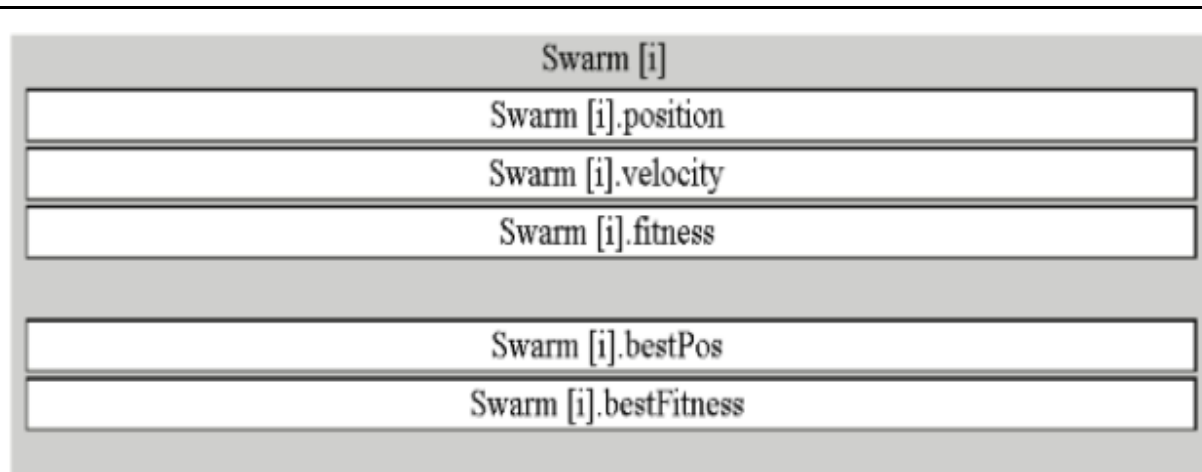 Swarm [i]
Swarm [i].position
Swarm [i].velocity
Swarm [i].fitness
Swarm [i].bestPos
Swarm [i].bestFitness